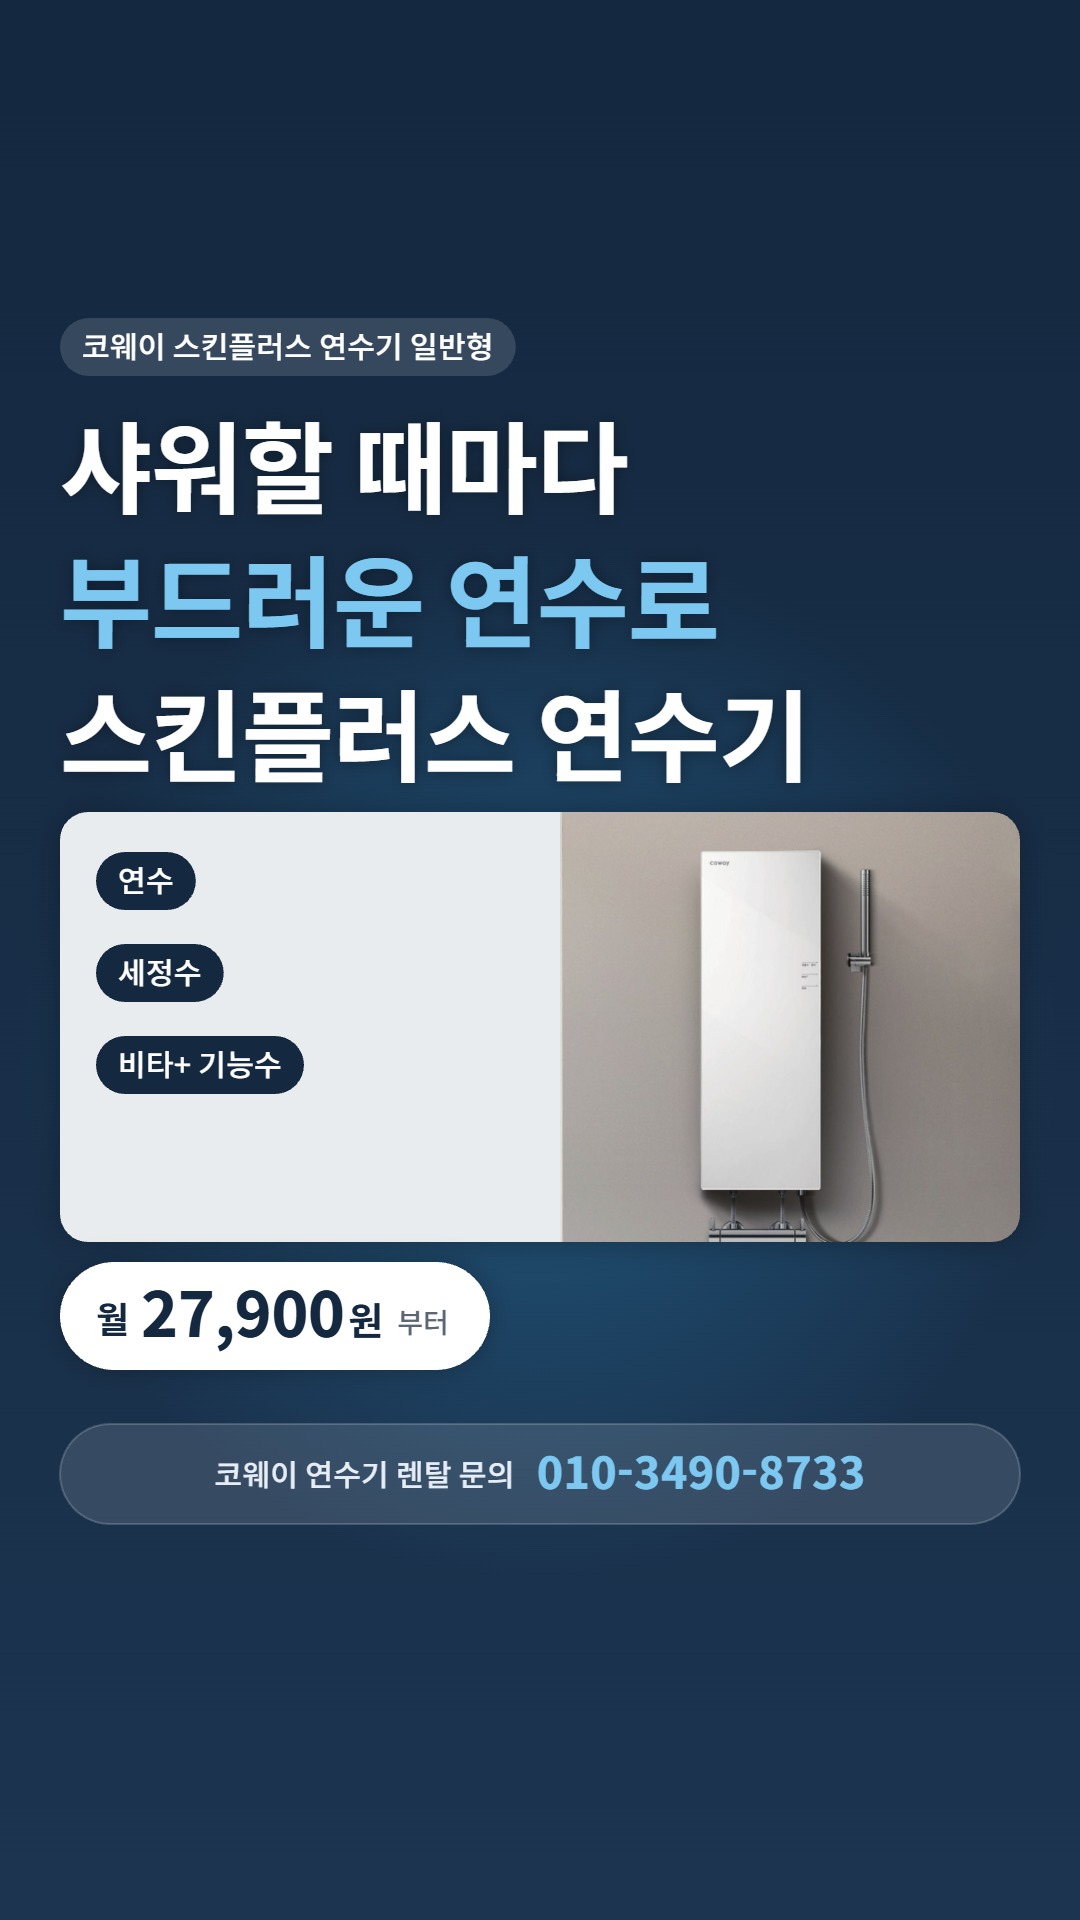 코웨이 스킨플러스 연수기 일반형
샤워할 때마다
부드러운 연수로
스킨플러스 연수기
연수
세정수
비타+ 기능수
coway
월 27,900원 부터
코웨이 연수기 렌탈 문의 010-3490-8733